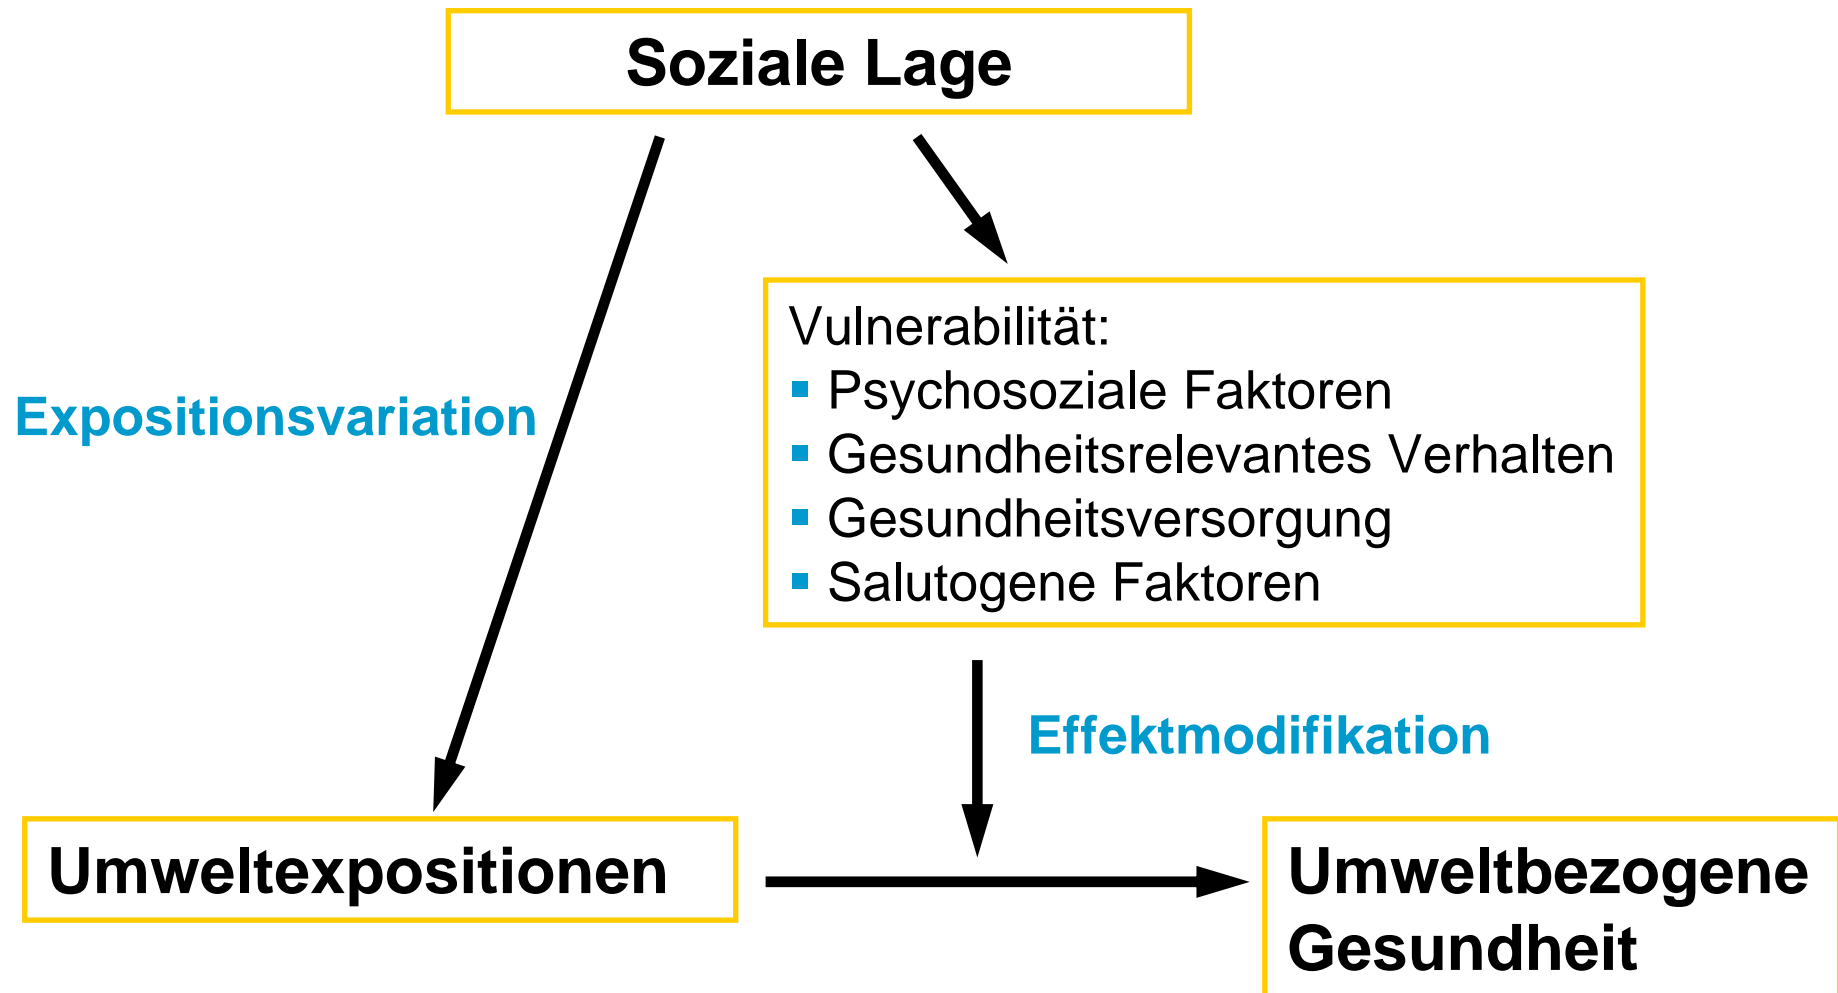 Soziale Lage
Expositionsvariation
Vulnerabilität:
▪ Psychosoziale Faktoren
▪ Gesundheitsrelevantes Verhalten
▪ Gesundheitsversorgung
▪ Salutogene Faktoren
Effektmodifikation
Umweltexpositionen
Umweltbezogene
Gesundheit